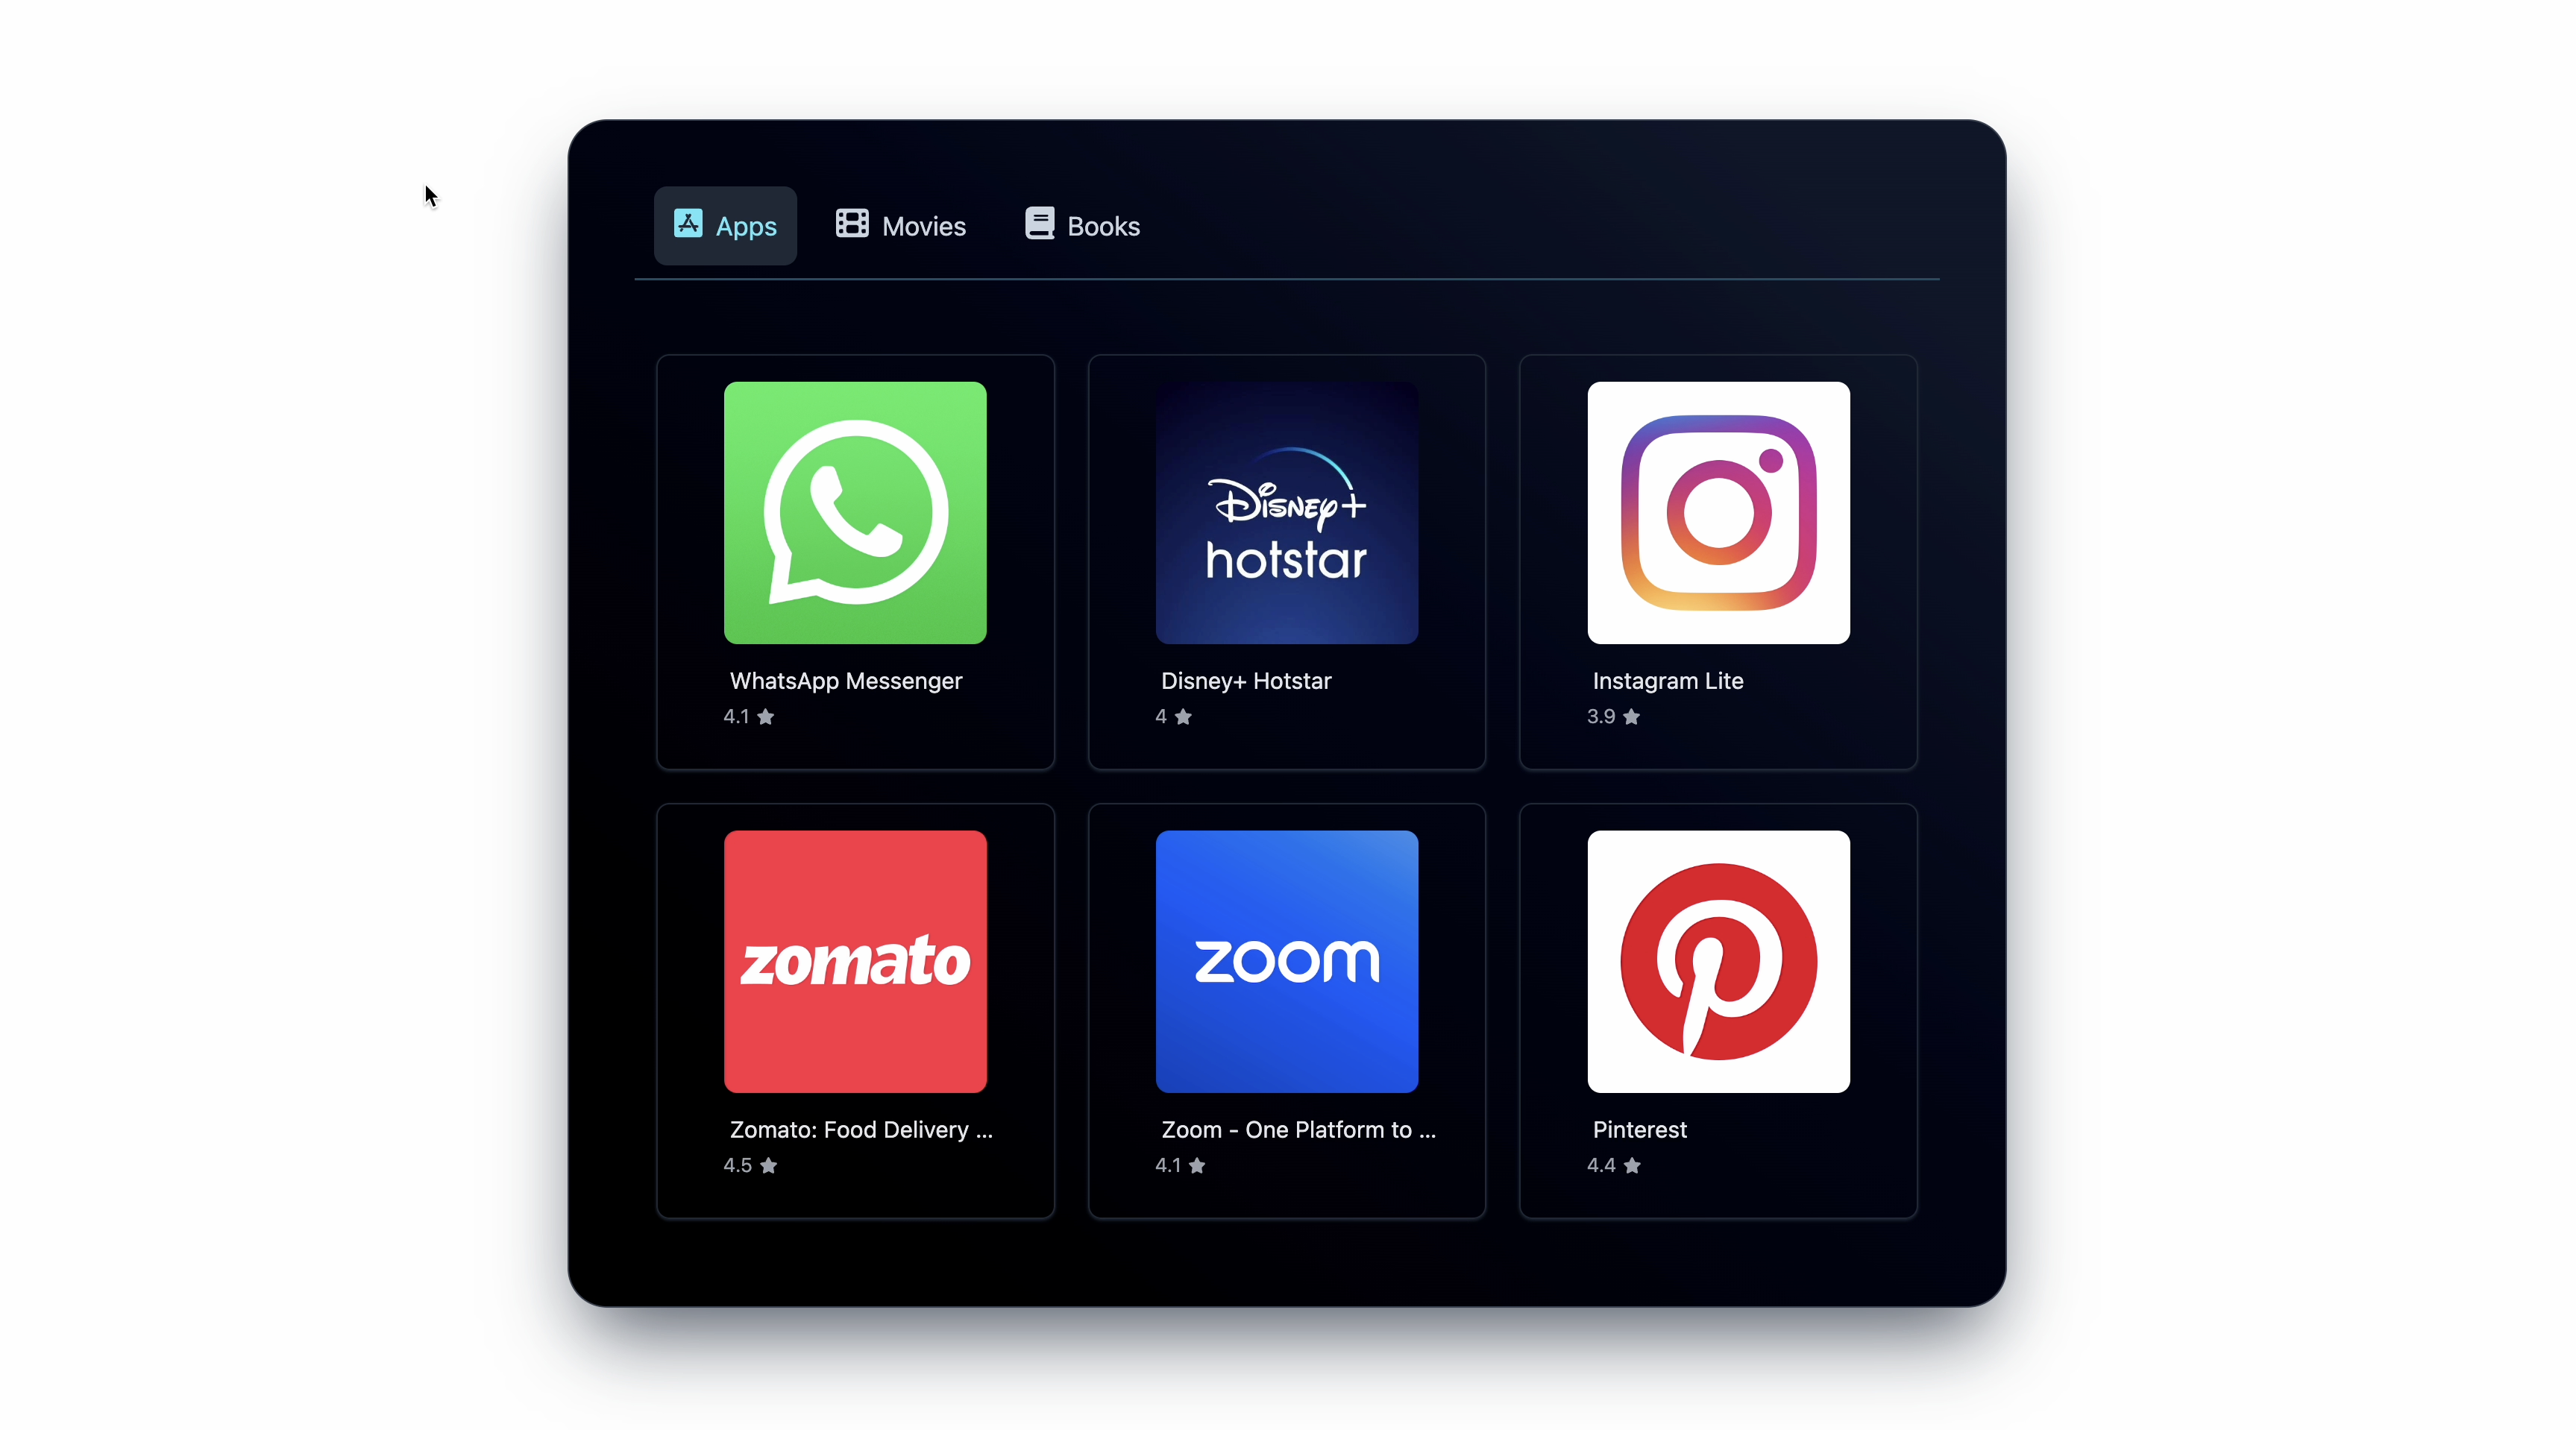 Apps
Movies
Books
Disney+
hotstar
WhatsApp Messenger
4.1
Disney+ Hotstar
4
Instagram Lite
3.9
zomato
zoom
Zomato: Food Delivery ...
4.5
Zoom - One Platform to ...
4.1
Pinterest
4.4